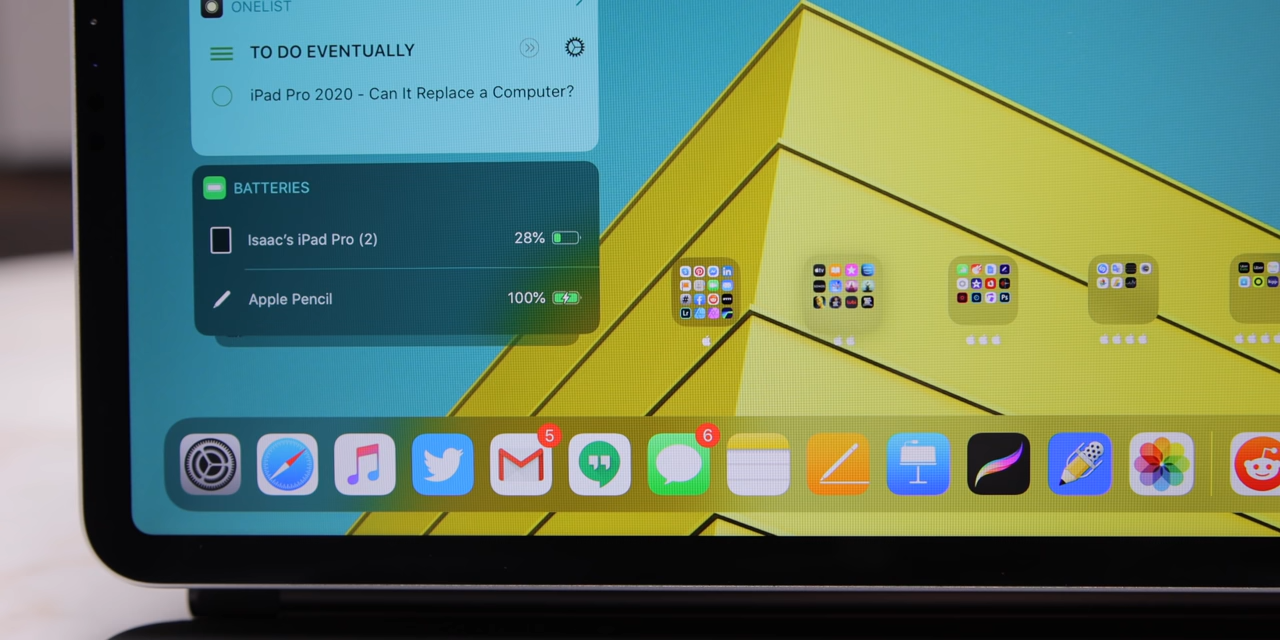 ONELIST
TO DO EVENTUALLY
iPad Pro 2020 - Can It Replace a Computer?
BATTERIES
Isaac's iPad Pro (2) 28%
Apple Pencil 100%
5
6